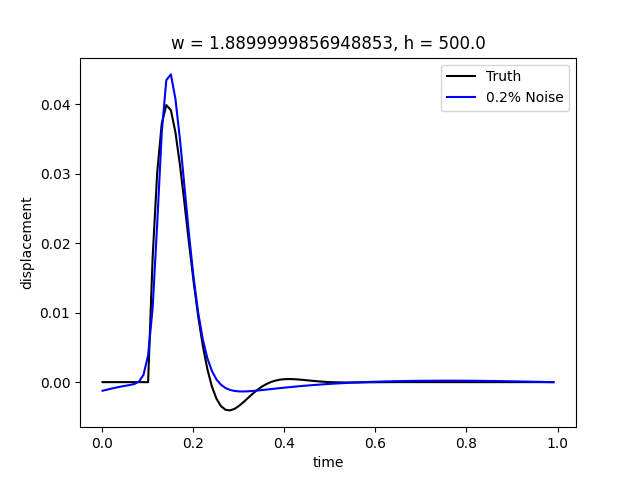 w = 1.8899999856948853, h = 500.0
Truth
0.2% Noise
displacement
0.04
0.03
0.02
0.01
0.00
0.0 0.2 0.4 0.6 0.8 1.0
time